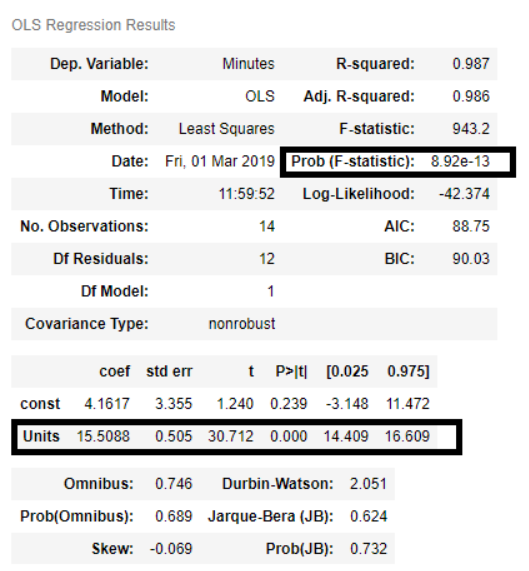 OLS Regression Results
Dep. Variable: Minutes R-squared: 0.987
Model: OLS Adj. R-squared: 0.986
Method: Least Squares F-statistic: 943.2
Date: Fri, 01 Mar 2019 Prob (F-statistic): 8.92e-13
Time: 11:59:52 Log-Likelihood: -42.374
No. Observations: 14 AIC: 88.75
Df Residuals: 12 BIC: 90.03
Df Model: 1
Covariance Type: nonrobust
coef std err t P>|t| [0.025 0.975]
const 4.1617 3.355 1.240 0.239 -3.148 11.472
Units 15.5088 0.505 30.712 0.000 14.409 16.609
Omnibus: 0.746 Durbin-Watson: 2.051
Prob(Omnibus): 0.689 Jarque-Bera (JB): 0.624
Skew: -0.069 Prob(JB): 0.732